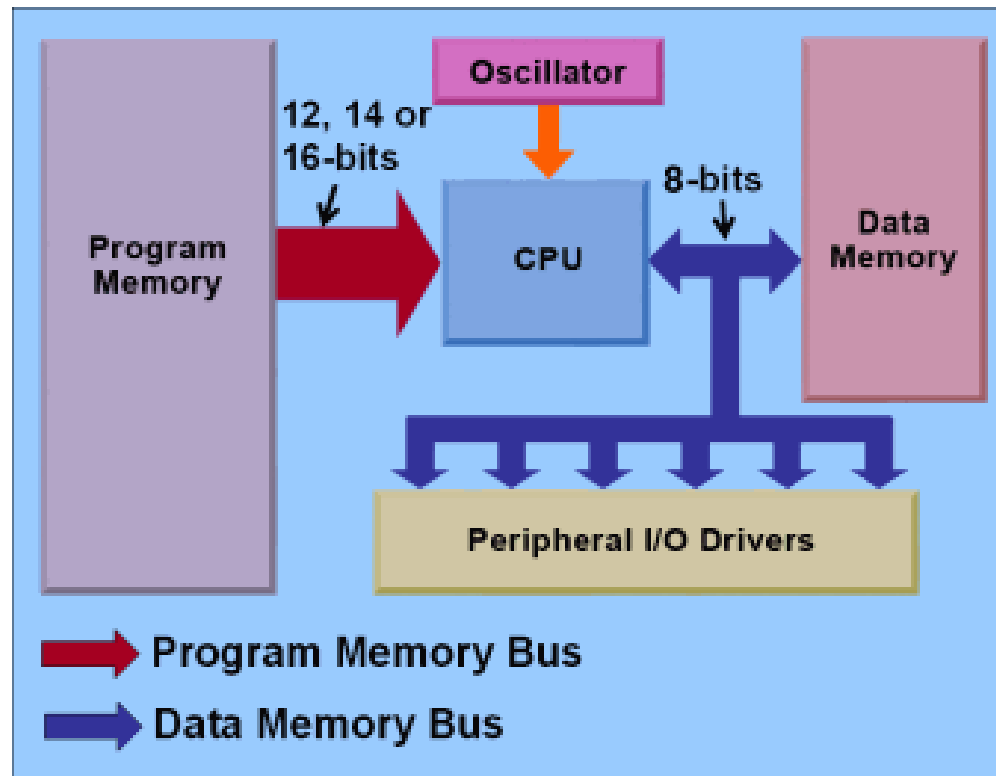 Oscillator
12, 14 or
16-bits
8-bits
Program
Memory
CPU
Data
Memory
Peripheral I/O Drivers
Program Memory Bus
Data Memory Bus